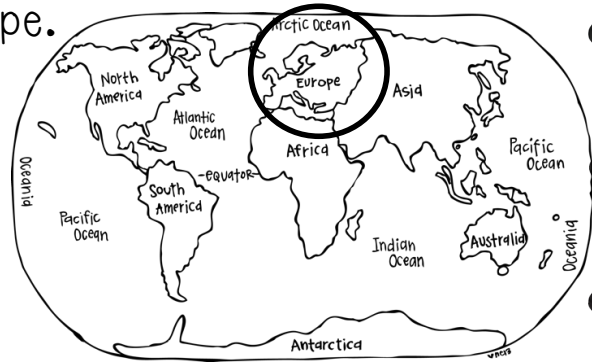 pe.
Arctic Ocean
North
America
Europe
Asia
Atlantic
Ocean
Africa
Pacific
Ocean
Oceania
-equator-
South
America
Pacific
Ocean
Indian
Ocean
Australia
Oceania
Antarctica